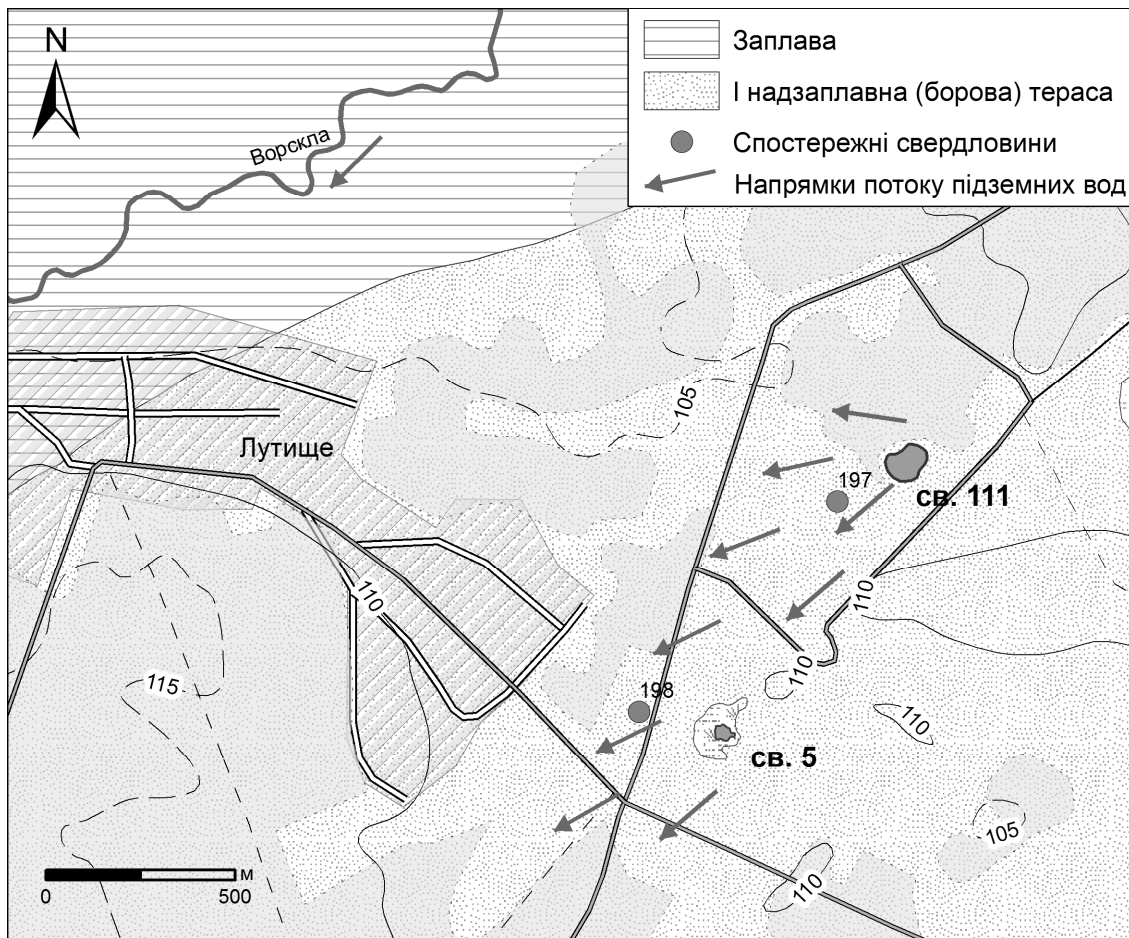 N
Ворскла
Заплава
I надзаплавна (борова) тераса
Спостережні свердловини
Напрямки потоку підземних вод
105
Лутище
197
св. 111
110
110
110
198
115
110
св. 5
105
110
м
0
500